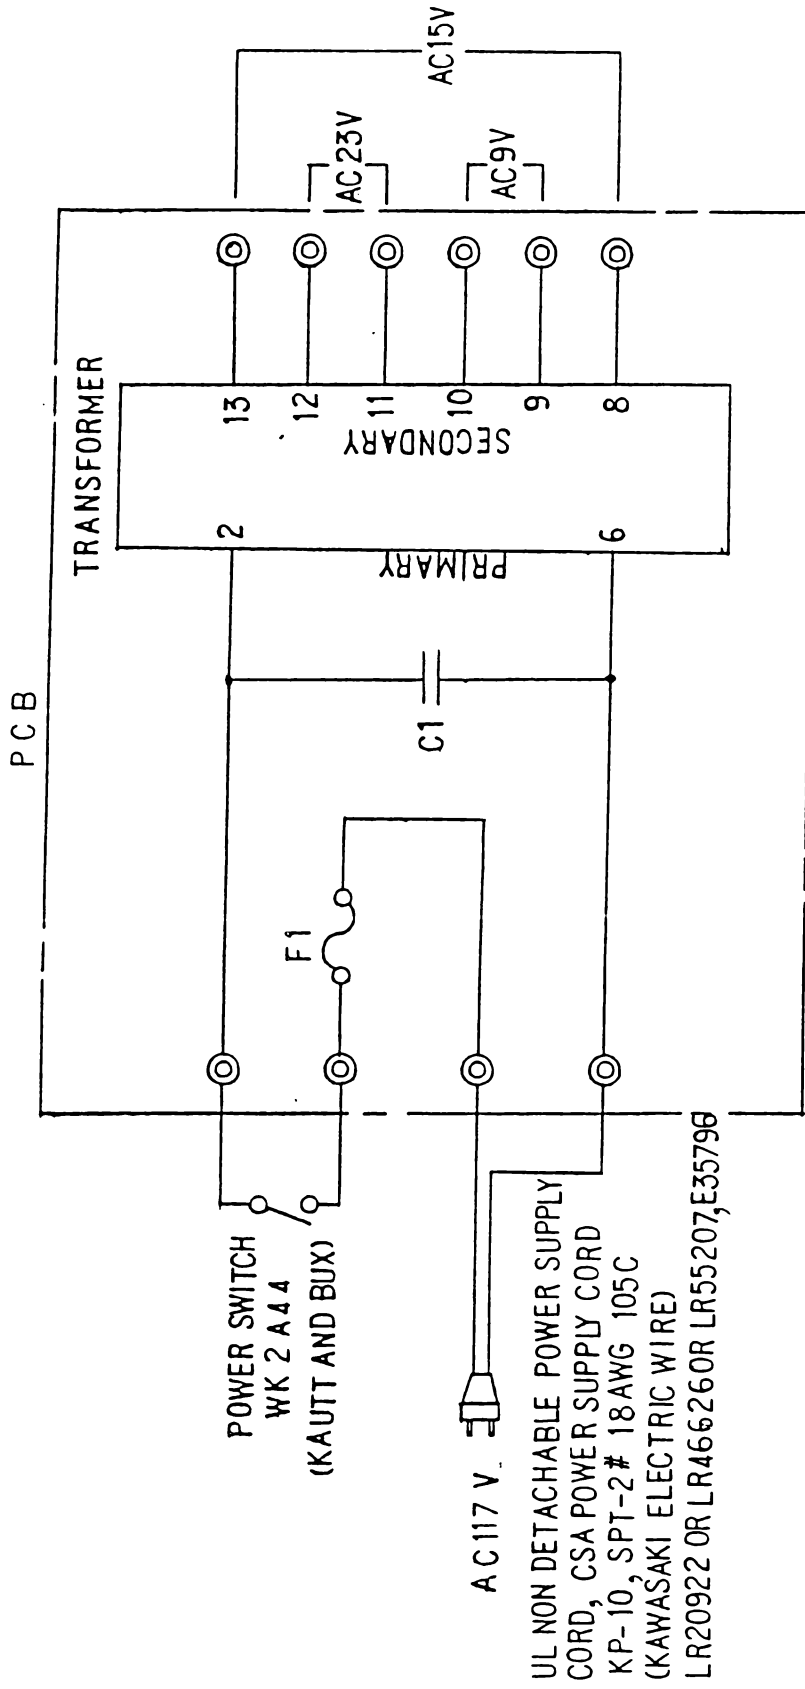 PCB
TRANSFORMER
F1
C1
2
6
PRIMARY
SECONDARY
13
12
11
10
9
8
AC23V
AC9V
AC15V
POWER SWITCH
WK 2 A44
(KAUTT AND BUX)
AC117 V
UL NON DETACHABLE POWER SUPPLY
CORD, CSA POWER SUPPLY CORD
KP-10, SPT-2# 18AWG 105C
(KAWASAKI ELECTRIC WIRE)
LR20922 OR LR46626OR LR55207,E35796